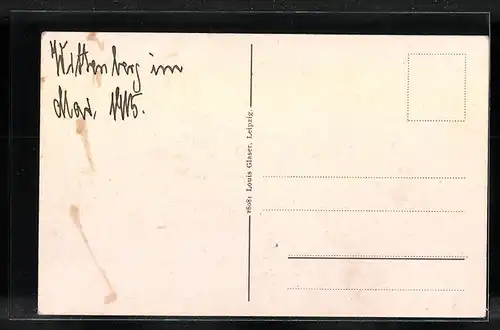 Wittenberg im
Mai, 1915.
Louis Glaser, Leipzig.